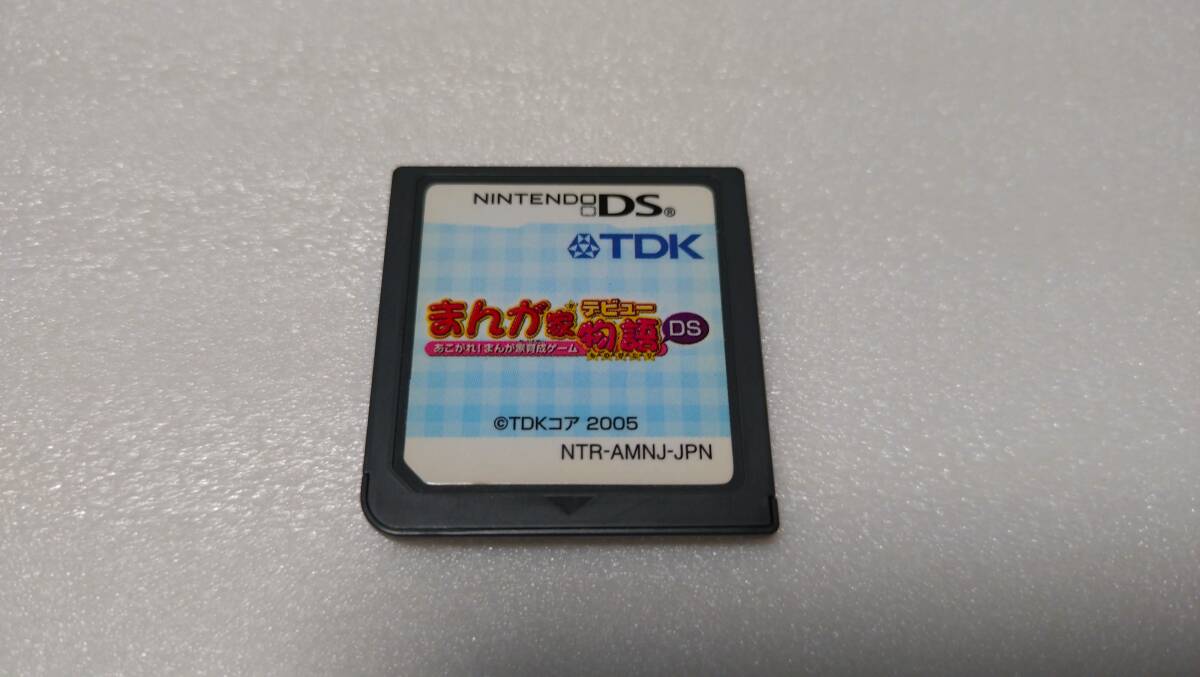 NINTENDO DS®
TDK
まんが家デビュー物語 DS
あこがれ!まんが家育成ゲーム
©TDKコア 2005
NTR-AMNJ-JPN